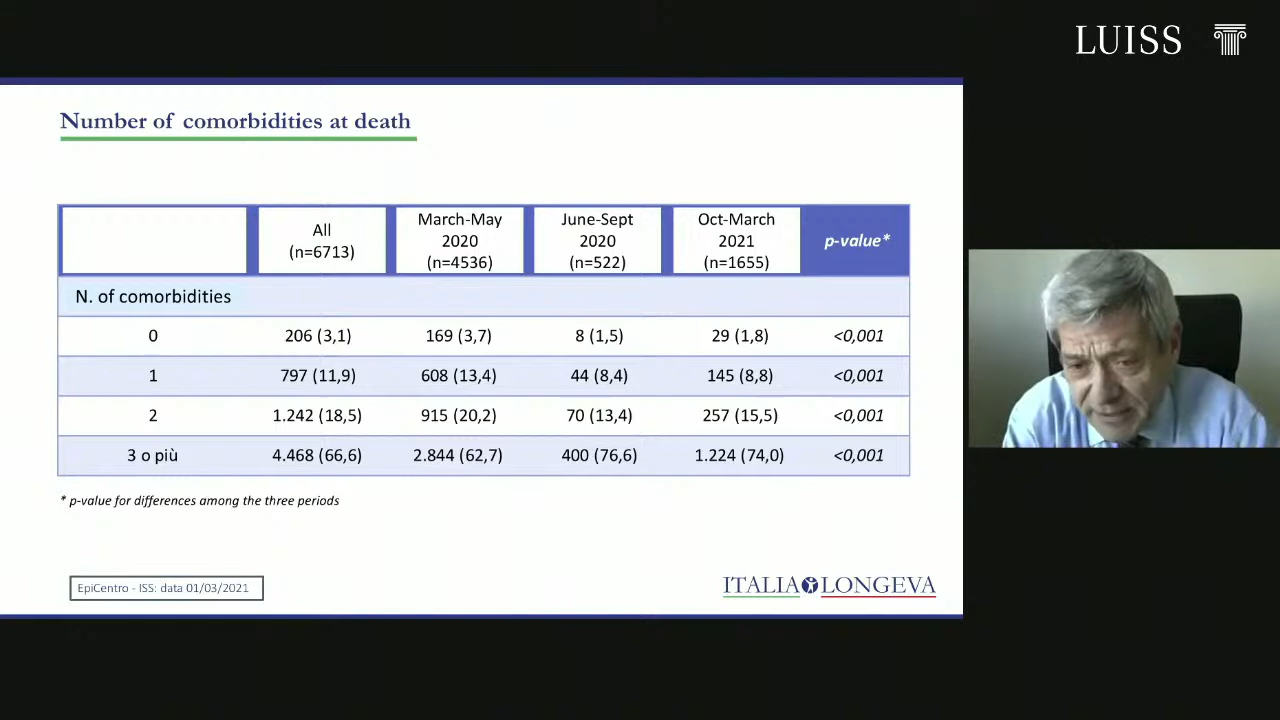 LUISS
Number of comorbidities at death
All
(n=6713)
March-May
2020
(n=4536)
June-Sept
2020
(n=522)
Oct-March
2021
(n=1655)
p-value*
N. of comorbidities
0 206 (3,1) 169 (3,7) 8 (1,5) 29 (1,8) <0,001
1 797 (11,9) 608 (13,4) 44 (8,4) 145 (8,8) <0,001
2 1.242 (18,5) 915 (20,2) 70 (13,4) 257 (15,5) <0,001
3 o più 4.468 (66,6) 2.844 (62,7) 400 (76,6) 1.224 (74,0) <0,001
* p-value for differences among the three periods
EpiCentro - ISS: data 01/03/2021
ITALIA LONGEVA